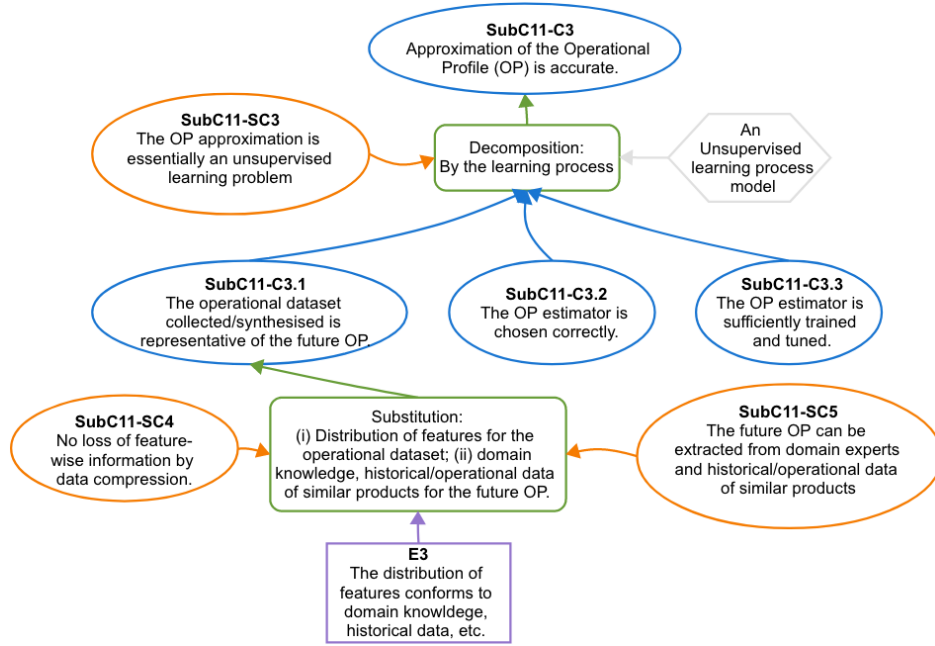 SubC11-C3
Approximation of the Operational
Profile (OP) is accurate.
SubC11-SC3
The OP approximation is
essentially an unsupervised
learning problem
Decomposition:
By the learning process
An
Unsupervised
learning process
model
SubC11-C3.1
The operational dataset
collected/synthesised is
representative of the future OP.
SubC11-C3.2
The OP estimator is
chosen correctly.
SubC11-C3.3
The OP estimator is
sufficiently trained
and tuned.
SubC11-SC4
No loss of feature-
wise information by
data compression.
Substitution:
(i) Distribution of features for the
operational dataset; (ii) domain
knowledge, historical/operational data
of similar products for the future OP.
SubC11-SC5
The future OP can be
extracted from domain experts
and historical/operational data
of similar products
E3
The distribution of
features conforms to
domain knowldege,
historical data, etc.